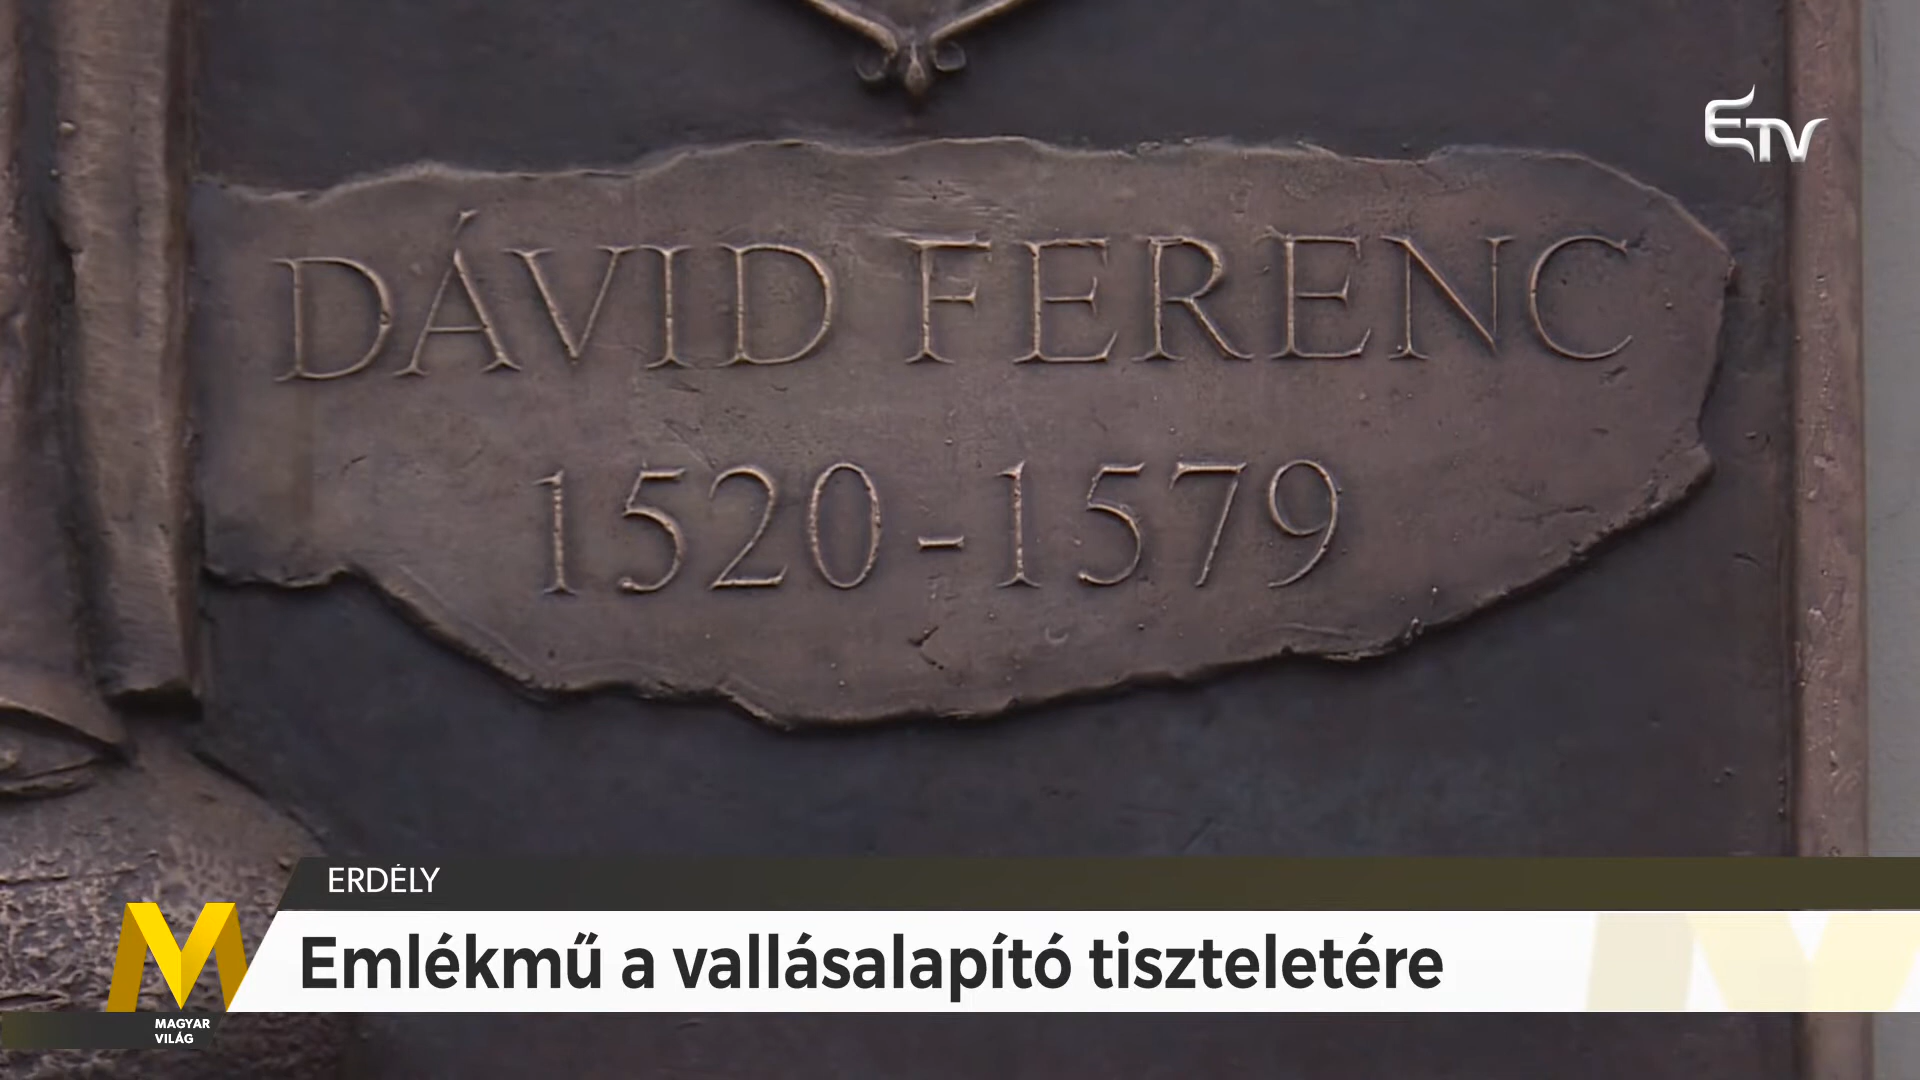 ETV
DÁVID FERENC
1520-1579
ERDÉLY
Emlékmű a vallásalapító tiszteletére
MAGYAR
VILÁG